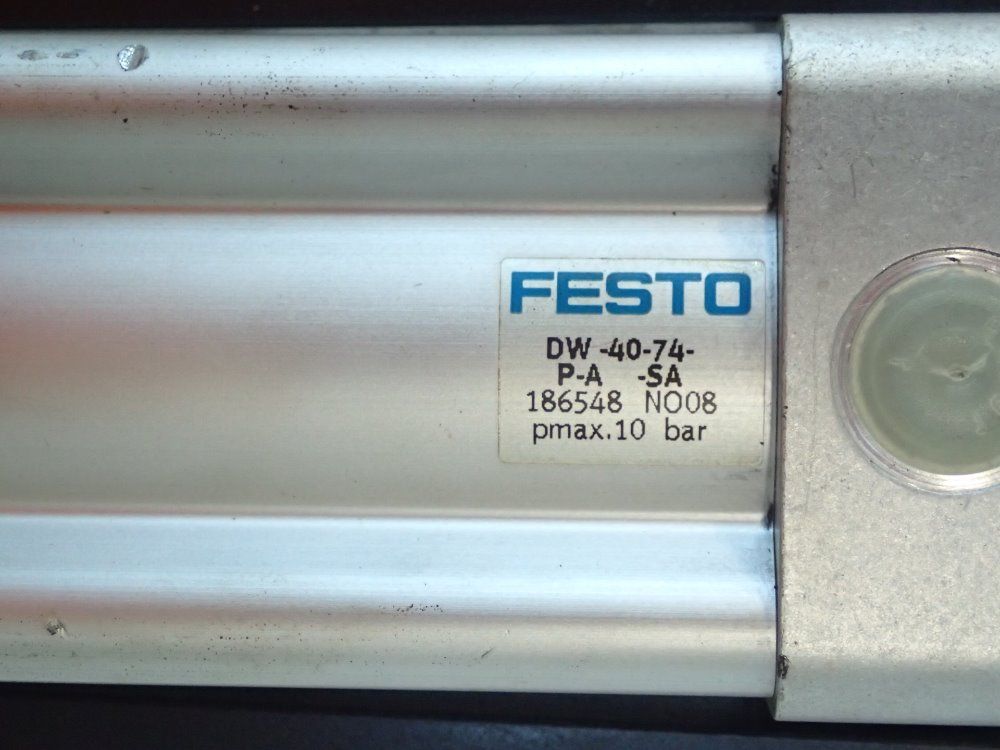 FESTO
DW -40-74-
P-A -SA
186548 NO08
pmax.10 bar